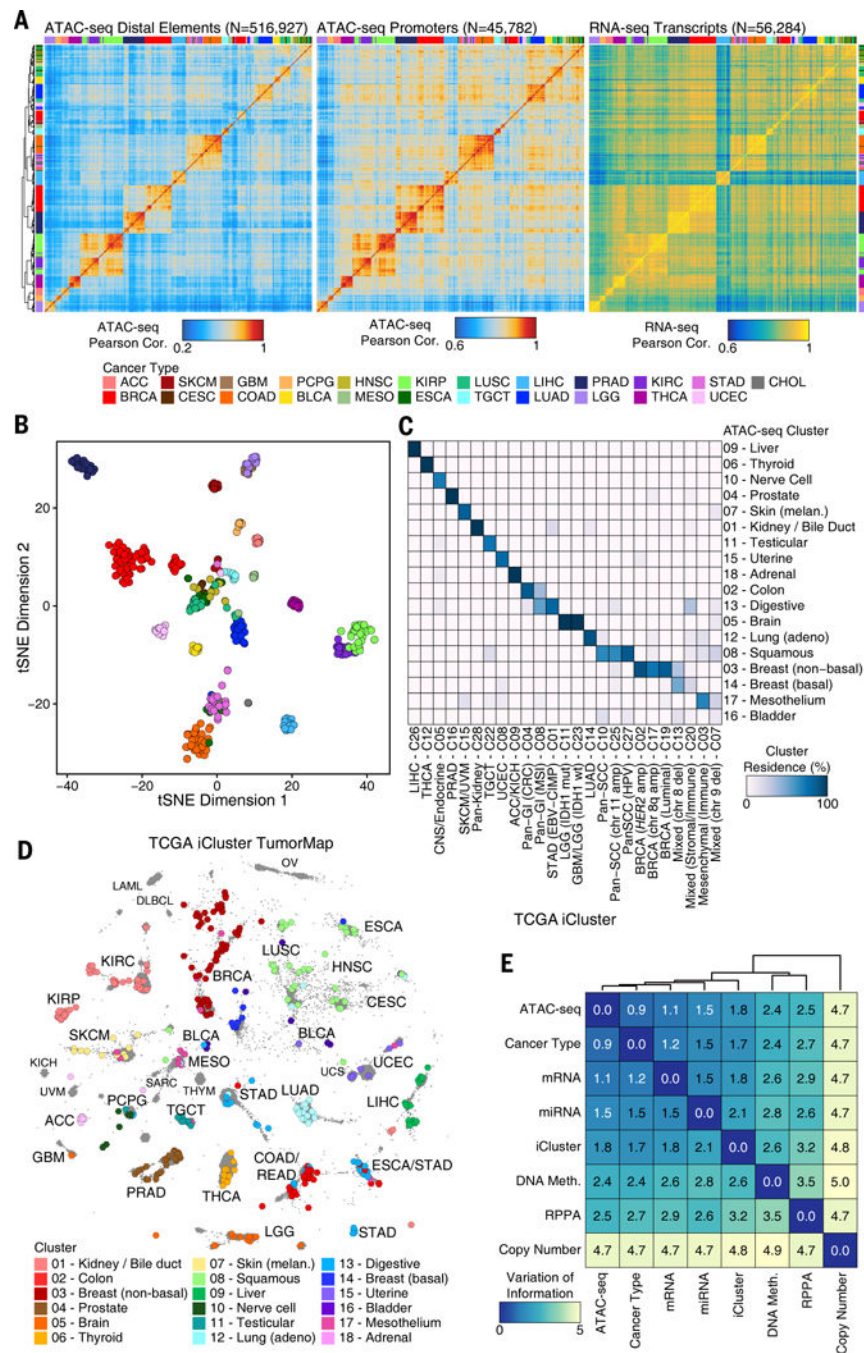 A
ATAC-seq Distal Elements (N=516,927)
ATAC-seq Promoters (N=45,782)
RNA-seq Transcripts (N=56,284)
ATAC-seq
Pearson Cor.
0.2
1
ATAC-seq
Pearson Cor.
0.6
1
RNA-seq
Pearson Cor.
0.6
1
Cancer Type
ACC
SKCM
GBM
PCPG
HNSC
KIRP
LUSC
LIHC
PRAD
KIRC
STAD
CHOL
BRCA
CESC
COAD
BLCA
MESO
ESCA
TGCT
LUAD
LGG
THCA
UCEC
B
20
0
−20
−40
−20
0
20
40
tSNE Dimension 2
tSNE Dimension 1
C
ATAC-seq Cluster
09 - Liver
06 - Thyroid
10 - Nerve Cell
04 - Prostate
07 - Skin (melan.)
01 - Kidney / Bile Duct
11 - Testicular
15 - Uterine
18 - Adrenal
02 - Colon
13 - Digestive
05 - Brain
12 - Lung (adeno)
08 - Squamous
03 - Breast (non-basal)
14 - Breast (basal)
17 - Mesothelium
16 - Bladder
LIHC - C26
THCA - C12
CNS/Endocrine - C05
PRAD - C16
SKCM/UVM - C15
Pan-Kidney - C28
TGCT - C22
UCEC - C08
ACC/KICH - C09
Pan-GI (CRC) - C04
Pan-GI (MSI) - C08
STAD (EBV-CIMP) - C01
LGG (IDH1 mut) - C11
GBM/LGG (IDH1 wt) - C23
LUAD - C14
Pan-SCC - C10
Pan-SCC (chr 11 amp) - C25
PanSCC (HPV) - C27
BRCA (HER2 amp) - C02
BRCA (chr 8q amp) - C17
BRCA (Luminal) - C19
Mixed (chr 8 del) - C13
Mixed (Stromal/Immune) - C20
Mesenchymal (Immune) - C03
Mixed (chr 9 del) - C07
Cluster
Residence (%)
0
100
TCGA iCluster
D
TCGA iCluster TumorMap
OV
LAML
DLBCL
ESCA
LUSC
KIRC
BRCA
HNSC
KIRP
CESC
SKCM
BLCA
BLCA
KICH
MESO
UCS
UCEC
UVM
SARC
THYM
STAD
LUAD
LIHC
PCPG
ACC
TGCT
GBM
COAD/
READ
ESCA/STAD
PRAD
THCA
LGG
STAD
Cluster
01 - Kidney / Bile duct
02 - Colon
03 - Breast (non-basal)
04 - Prostate
05 - Brain
06 - Thyroid
07 - Skin (melan.)
08 - Squamous
09 - Liver
10 - Nerve cell
11 - Testicular
12 - Lung (adeno)
13 - Digestive
14 - Breast (basal)
15 - Uterine
16 - Bladder
17 - Mesothelium
18 - Adrenal
E
ATAC-seq 0.0 0.9 1.1 1.5 1.8 2.4 2.5 4.7
Cancer Type 0.9 0.0 1.2 1.5 1.7 2.4 2.7 4.7
mRNA 1.1 1.2 0.0 1.5 1.8 2.6 2.9 4.7
miRNA 1.5 1.5 1.5 0.0 2.1 2.8 2.6 4.7
iCluster 1.8 1.7 1.8 2.1 0.0 2.6 3.2 4.8
DNA Meth. 2.4 2.4 2.6 2.8 2.6 0.0 3.5 5.0
RPPA 2.5 2.7 2.9 2.6 3.2 3.5 0.0 4.7
Copy Number 4.7 4.7 4.7 4.7 4.8 4.9 4.7 0.0
Variation of
Information
0
5
ATAC-seq
Cancer Type
mRNA
miRNA
iCluster
DNA Meth.
RPPA
Copy Number